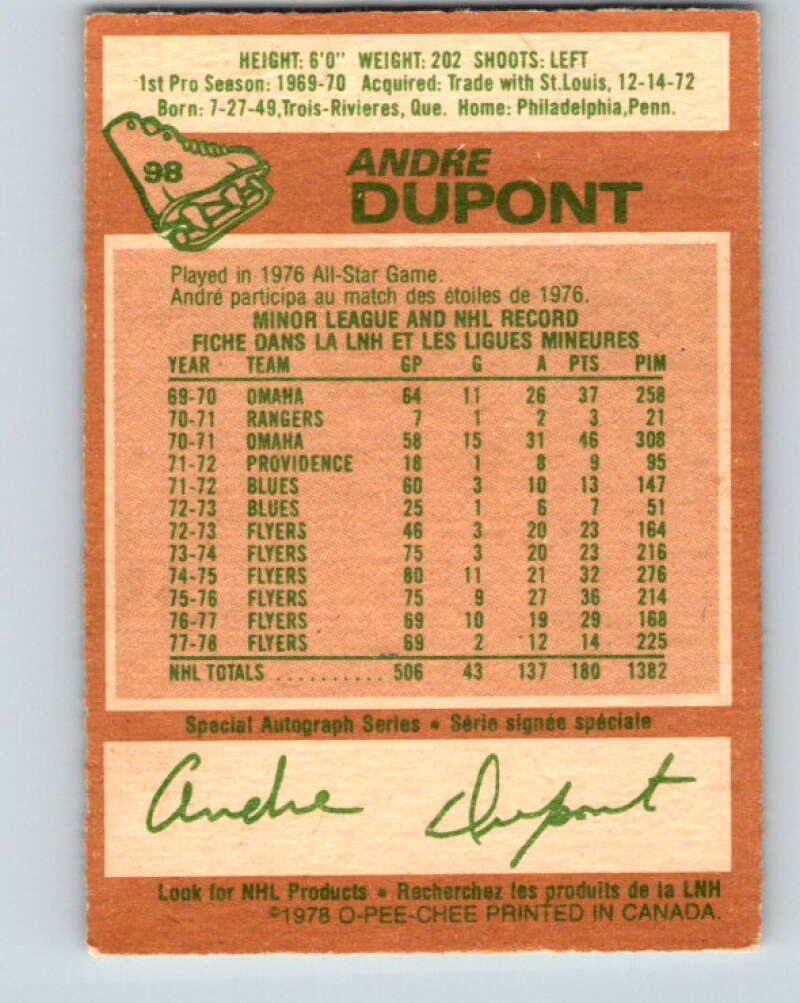 HEIGHT: 6'0" WEIGHT: 202 SHOOTS: LEFT
1st Pro Season: 1969-70 Acquired: Trade with St.Louis, 12-14-72
Born: 7-27-49,Trois-Rivieres, Que. Home: Philadelphia,Penn.
98
ANDRE
DUPONT
Played in 1976 All-Star Game.
André participa au match des étoiles de 1976.
MINOR LEAGUE AND NHL RECORD
FICHE DANS LA LNH ET LES LIGUES MINEURES
YEAR TEAM GP G A PTS PIM
69-70 OMAHA 64 11 26 37 258
70-71 RANGERS 7 1 2 3 21
70-71 OMAHA 58 15 31 46 308
71-72 PROVIDENCE 18 1 8 9 95
71-72 BLUES 60 3 10 13 147
72-73 BLUES 25 1 6 7 51
72-73 FLYERS 46 3 20 23 164
73-74 FLYERS 75 3 20 23 216
74-75 FLYERS 80 11 21 32 276
75-76 FLYERS 75 9 27 36 214
76-77 FLYERS 69 10 19 29 168
77-78 FLYERS 69 2 12 14 225
NHL TOTALS .......... 506 43 137 180 1382
Special Autograph Series • Série signée spéciale
Andre Dupont
Look for NHL Products • Recherchez les produits de la LNH
©1978 O-PEE-CHEE PRINTED IN CANADA.